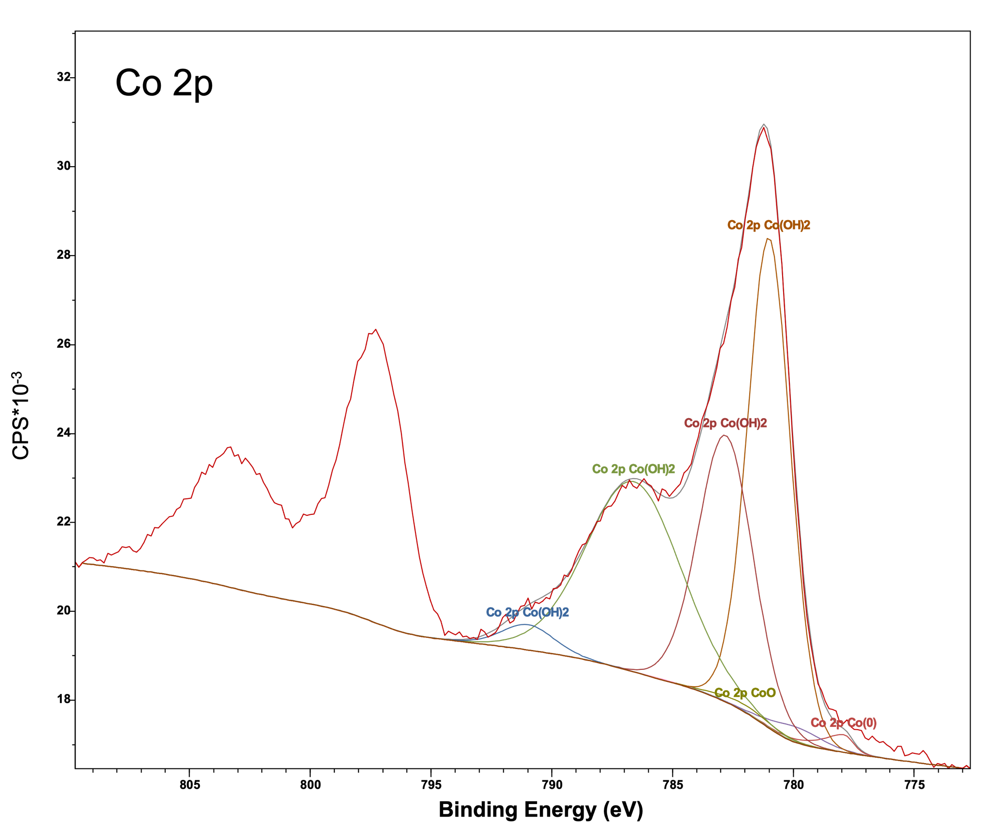 Co 2p
32
30
28
26
24
22
20
18
CPS*10-3
Co 2p Co(OH)2
Co 2p Co(OH)2
Co 2p Co(OH)2
Co 2p Co(OH)2
Co 2p CoO
Co 2p Co(0)
805 800 795 790 785 780 775
Binding Energy (eV)